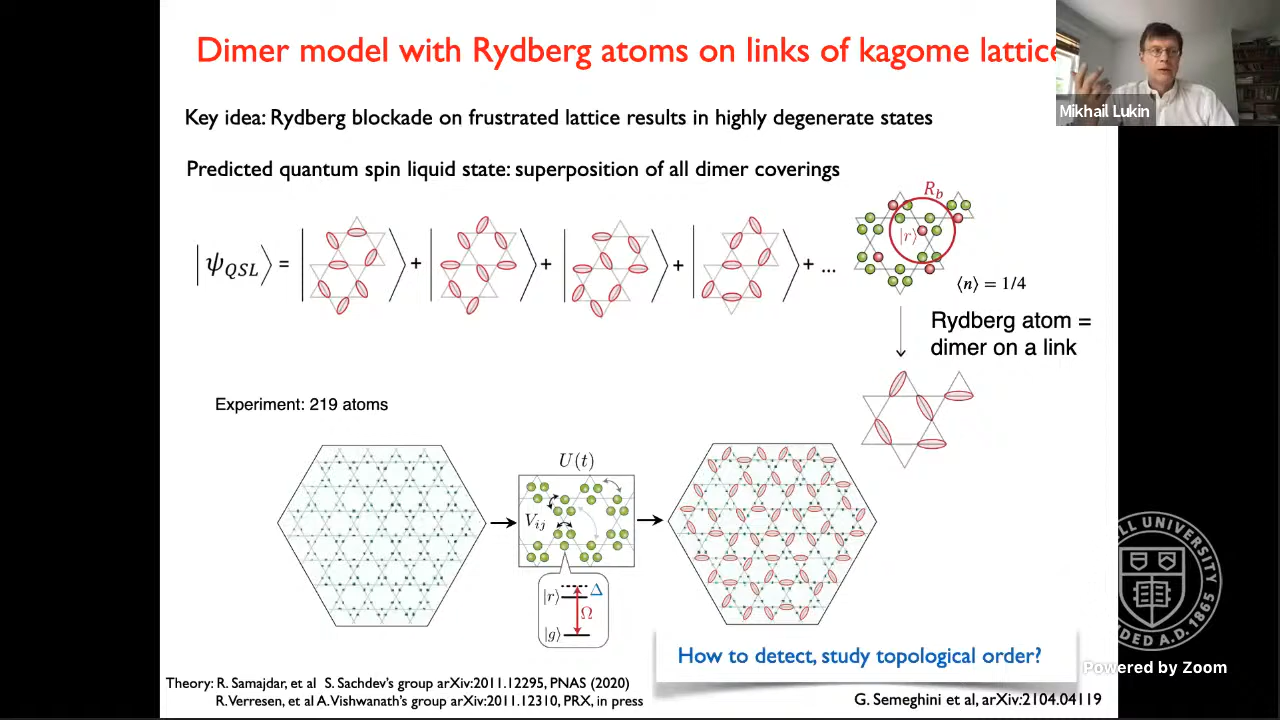 Dimer model with Rydberg atoms on links of kagome lattice
Mikhail Lukin
Key idea: Rydberg blockade on frustrated lattice results in highly degenerate states
Predicted quantum spin liquid state: superposition of all dimer coverings
R_b
|r⟩
|ψ_QSL⟩ = | ⟩ + | ⟩ + | ⟩ + | ⟩ + ...
⟨n⟩ = 1/4
Rydberg atom =
dimer on a link
Experiment: 219 atoms
U(t)
V_ij
|r⟩ Δ
Ω
|g⟩
How to detect, study topological order?
Theory: R. Samajdar, et al S. Sachdev's group arXiv:2011.12295, PNAS (2020)
R. Verresen, et al A. Vishwanath's group arXiv:2011.12310, PRX, in press
G. Semeghini et al, arXiv:2104.04119
LL UNIVERSITY
DED A.D. 1865
Powered by Zoom